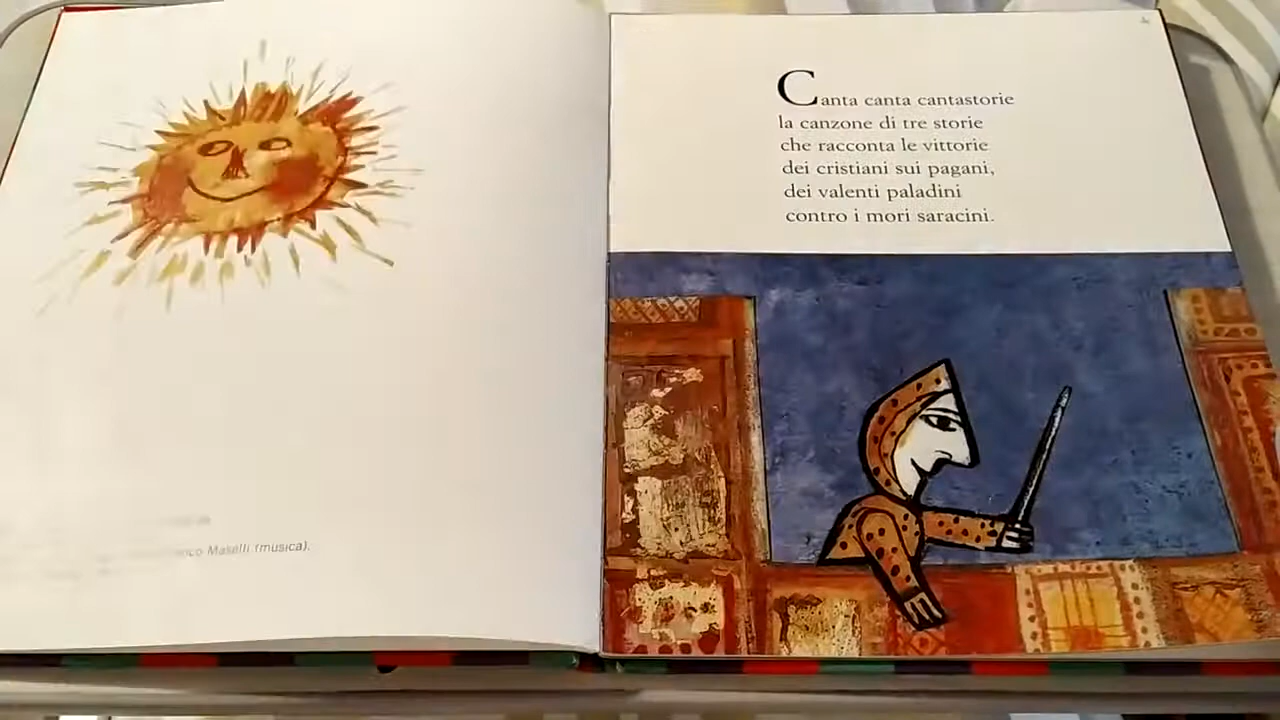 Maselli (musica).
Canta canta cantastorie
la canzone di tre storie
che racconta le vittorie
dei cristiani sui pagani,
dei valenti paladini
contro i mori saracini.